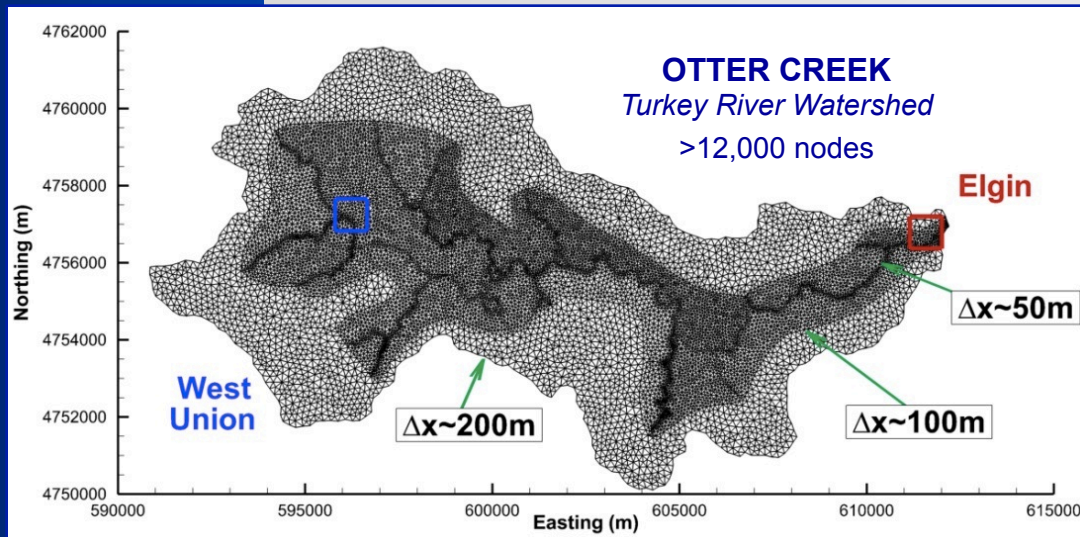 OTTER CREEK
Turkey River Watershed
>12,000 nodes
Elgin
West
Union
Δx~50m
Δx~100m
Δx~200m
Northing (m)
4762000
4760000
4758000
4756000
4754000
4752000
4750000
590000 595000 600000 605000 610000 615000
Easting (m)